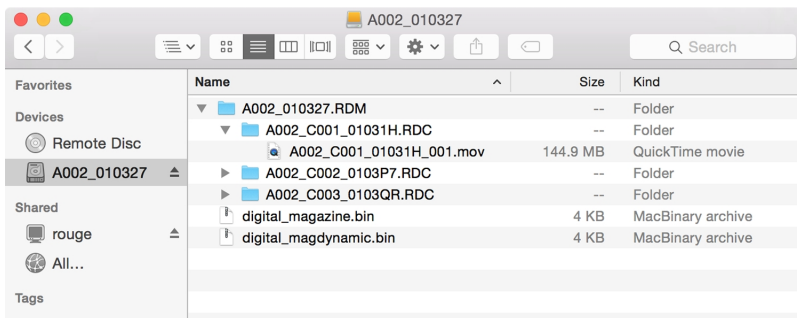 A002_010327
Search
Favorites
Devices
Remote Disc
A002_010327
Shared
rouge
All...
Tags
Name Size Kind
A002_010327.RDM -- Folder
A002_C001_01031H.RDC -- Folder
A002_C001_01031H_001.mov 144.9 MB QuickTime movie
A002_C002_0103P7.RDC -- Folder
A002_C003_0103QR.RDC -- Folder
digital_magazine.bin 4 KB MacBinary archive
digital_magdynamic.bin 4 KB MacBinary archive